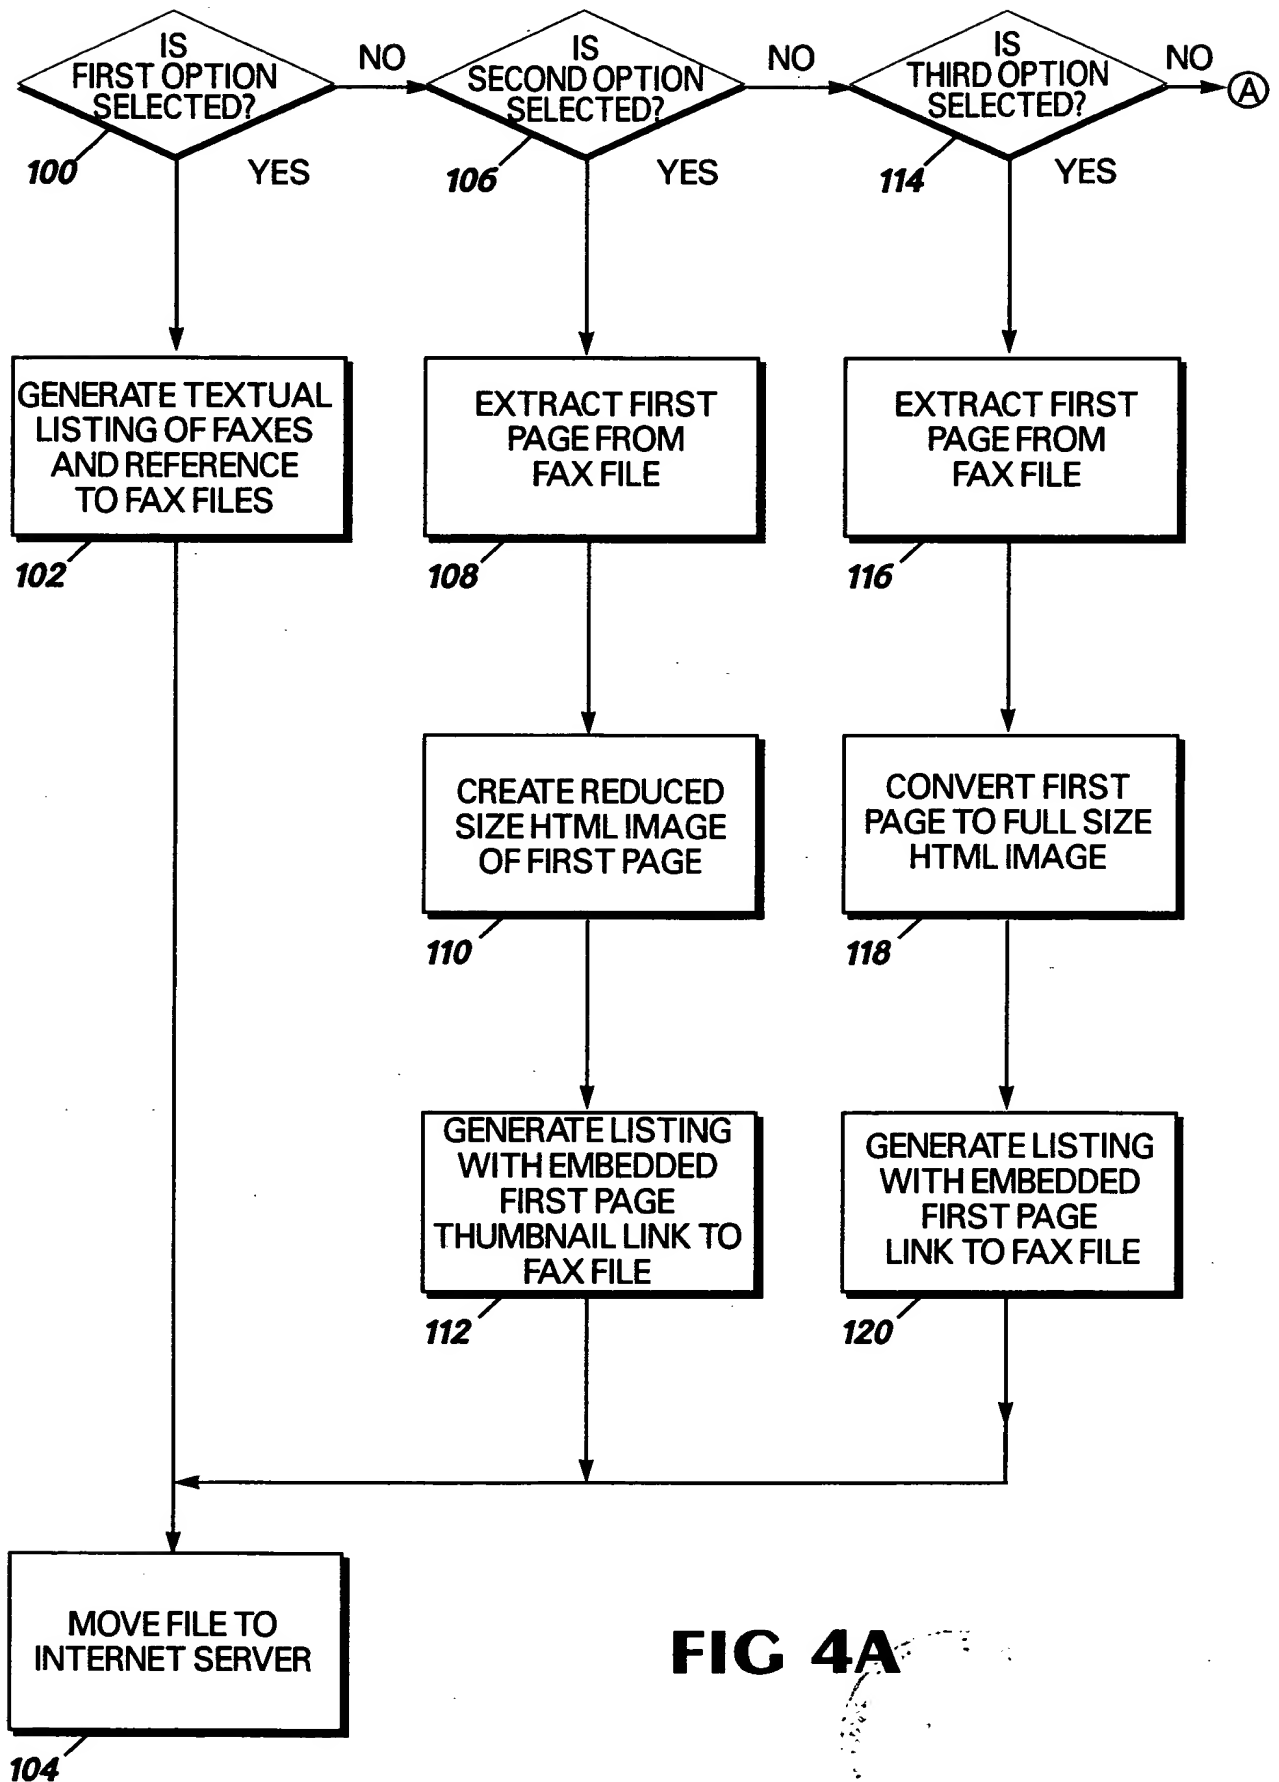 IS
FIRST OPTION
SELECTED?
NO
100
YES
IS
SECOND OPTION
SELECTED?
NO
106
YES
IS
THIRD OPTION
SELECTED?
NO
A
114
YES
GENERATE TEXTUAL
LISTING OF FAXES
AND REFERENCE
TO FAX FILES
102
EXTRACT FIRST
PAGE FROM
FAX FILE
108
EXTRACT FIRST
PAGE FROM
FAX FILE
116
CREATE REDUCED
SIZE HTML IMAGE
OF FIRST PAGE
110
CONVERT FIRST
PAGE TO FULL SIZE
HTML IMAGE
118
GENERATE LISTING
WITH EMBEDDED
FIRST PAGE
THUMBNAIL LINK TO
FAX FILE
112
GENERATE LISTING
WITH EMBEDDED
FIRST PAGE
LINK TO FAX FILE
120
MOVE FILE TO
INTERNET SERVER
104
FIG 4A